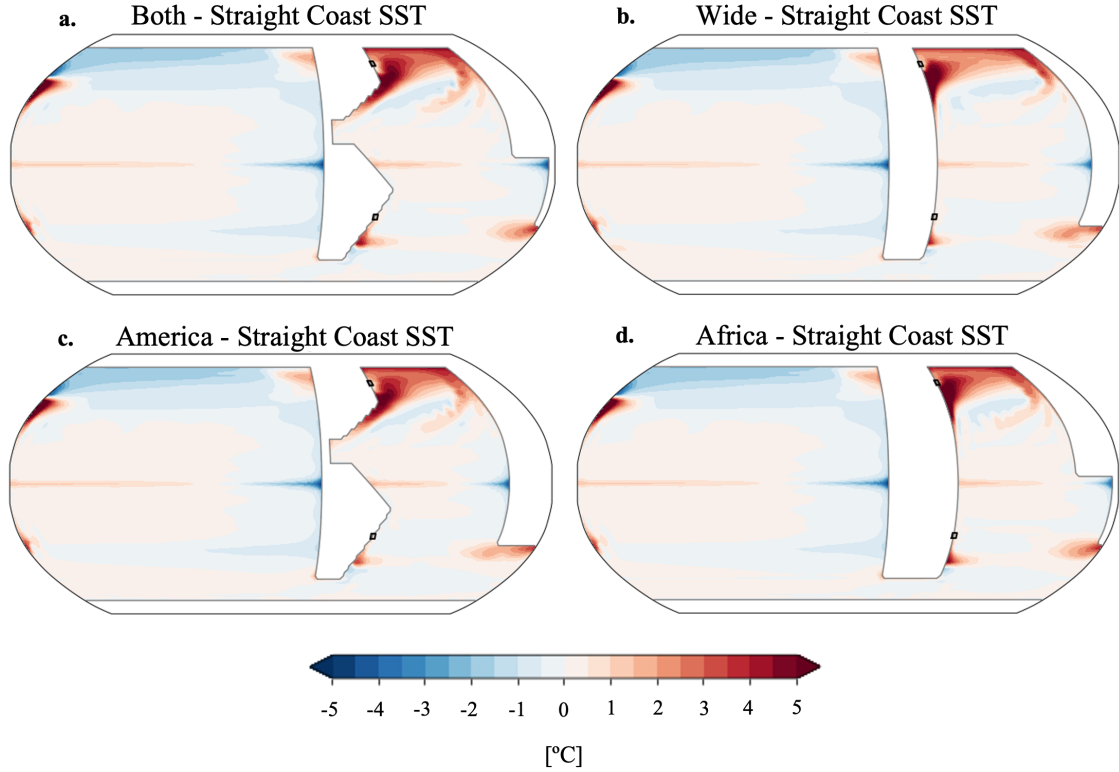 a. Both - Straight Coast SST
b. Wide - Straight Coast SST
c. America - Straight Coast SST
d. Africa - Straight Coast SST
-5 -4 -3 -2 -1 0 1 2 3 4 5
[ºC]